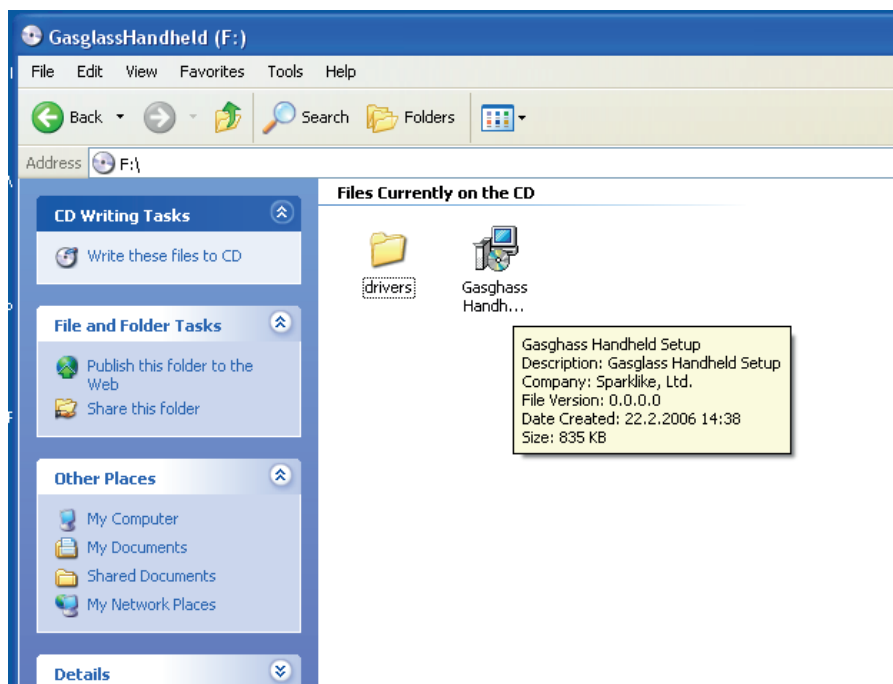 GasglassHandheld (F:)
File Edit View Favorites Tools Help
Back Search Folders
Address F:\
Files Currently on the CD
CD Writing Tasks
Write these files to CD
drivers
Gasghass
Handh...
File and Folder Tasks
Publish this folder to the
Web
Share this folder
Gasghass Handheld Setup
Description: Gasglass Handheld Setup
Company: Sparklike, Ltd.
File Version: 0.0.0.0
Date Created: 22.2.2006 14:38
Size: 835 KB
Other Places
My Computer
My Documents
Shared Documents
My Network Places
Details